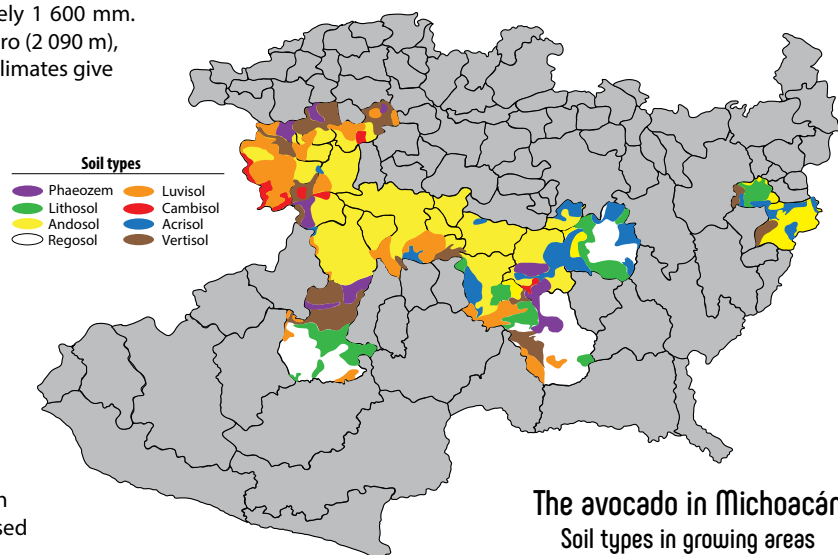 ely 1 600 mm.
ro (2 090 m),
limates give
Soil types
Phaeozem Luvisol
Lithosol Cambisol
Andosol Acrisol
Regosol Vertisol
n
sed
The avocado in Michoacán
Soil types in growing areas